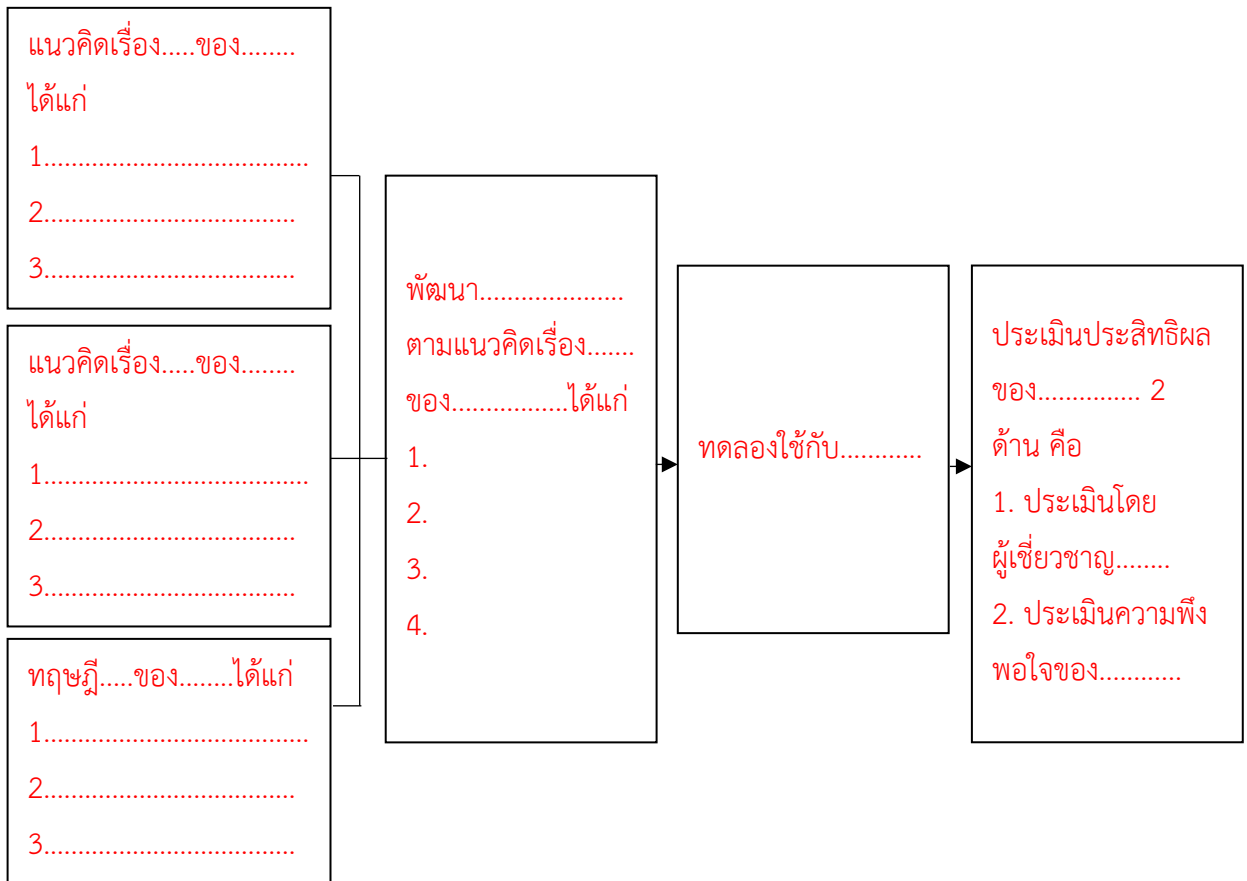 แนวคิดเรื่อง.....ของ........
ได้แก่
1.......................................
2.....................................
3.....................................
แนวคิดเรื่อง.....ของ........
ได้แก่
1.......................................
2.....................................
3.....................................
ทฤษฎี.....ของ........ได้แก่
1.......................................
2.....................................
3.....................................
พัฒนา.....................
ตามแนวคิดเรื่อง.......
ของ.................ได้แก่
1.
2.
3.
4.
ทดลองใช้กับ............
ประเมินประสิทธิผล
ของ............... 2
ด้าน คือ
1. ประเมินโดย
ผู้เชี่ยวชาญ........
2. ประเมินความพึง
พอใจของ............